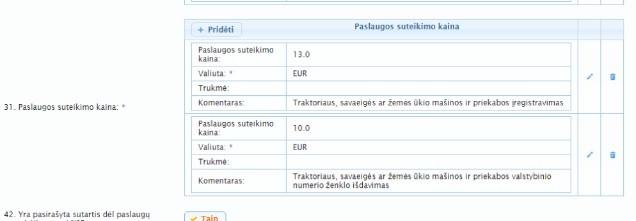 + Pridėti
Paslaugos suteikimo kaina
31. Paslaugos suteikimo kaina: *
Paslaugos suteikimo
kaina:
13.0
Valiuta: *
EUR
Trukmė:
Komentaras:
Traktoriaus, savaeigės ar žemės ūkio mašinos ir priekabos įregistravimas
Paslaugos suteikimo
kaina:
10.0
Valiuta: *
EUR
Trukmė:
Komentaras:
Traktoriaus, savaeigės ar žemės ūkio mašinos ir priekabos valstybinio
numerio ženklo išdavimas
42. Yra pasirašyta sutartis dėl paslaugų
Taip